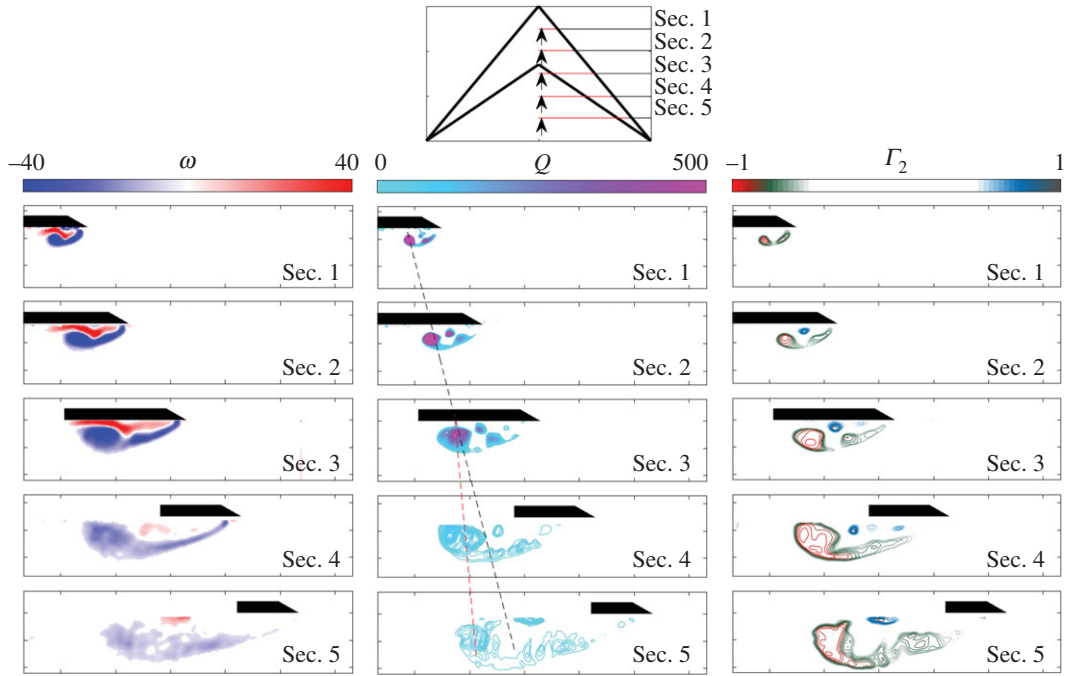 Sec. 1
Sec. 2
Sec. 3
Sec. 4
Sec. 5
–40 ω 40
0 Q 500
–1 Γ2 1
Sec. 1
Sec. 1
Sec. 1
Sec. 2
Sec. 2
Sec. 2
Sec. 3
Sec. 3
Sec. 3
Sec. 4
Sec. 4
Sec. 4
Sec. 5
Sec. 5
Sec. 5